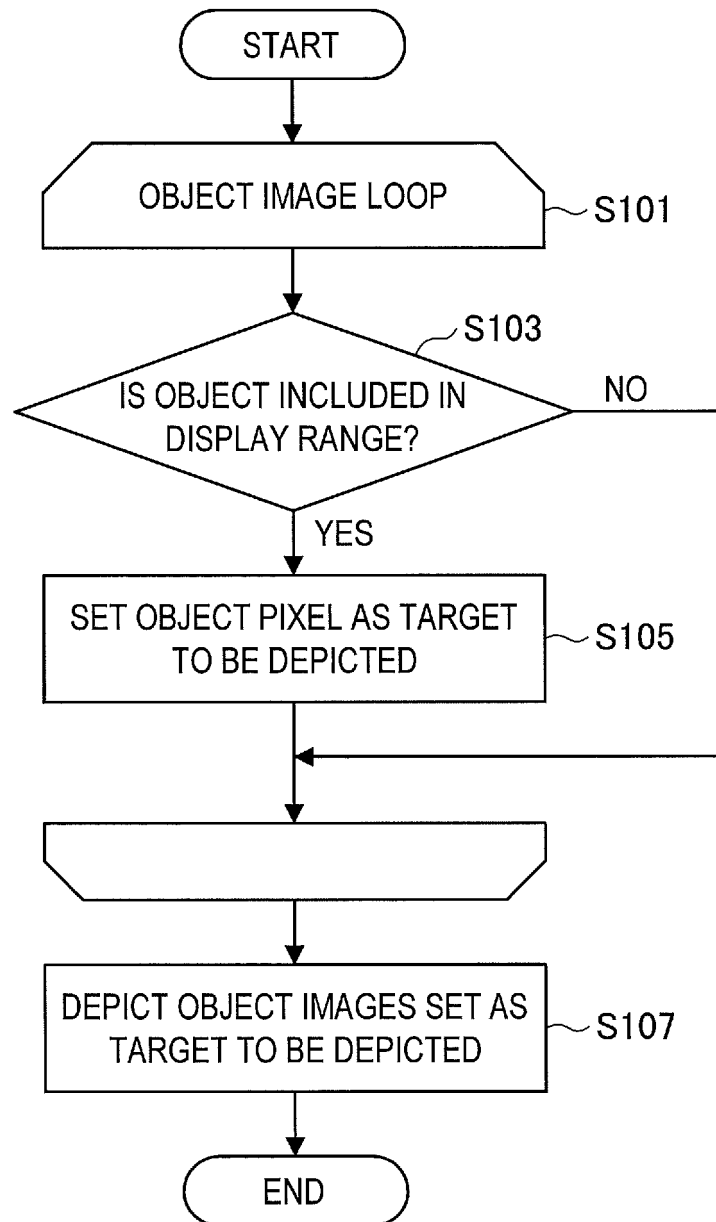 START
OBJECT IMAGE LOOP
S101
S103
IS OBJECT INCLUDED IN
DISPLAY RANGE?
NO
YES
SET OBJECT PIXEL AS TARGET
TO BE DEPICTED
S105
DEPICT OBJECT IMAGES SET AS
TARGET TO BE DEPICTED
S107
END